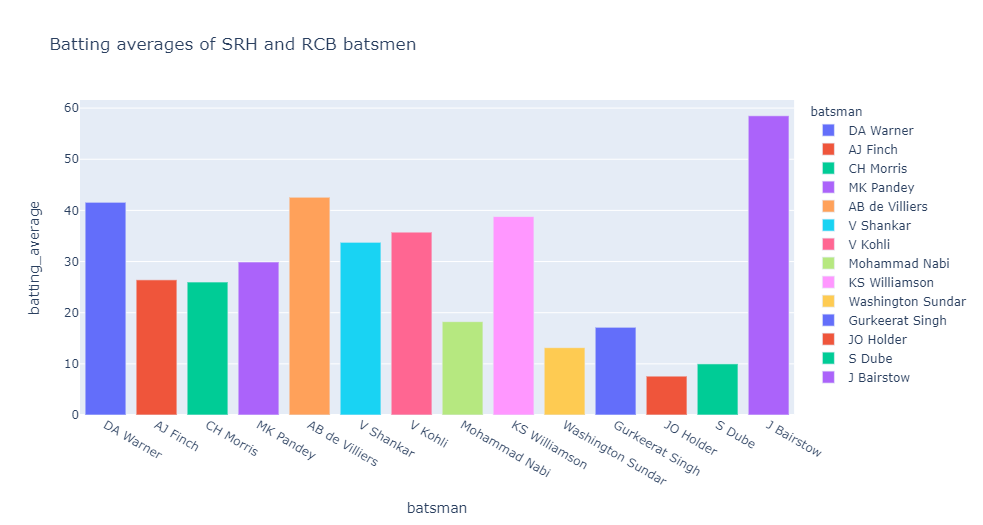 Batting averages of SRH and RCB batsmen
batting_average
60
50
40
30
20
10
0
DA Warner
AJ Finch
CH Morris
MK Pandey
AB de Villiers
V Shankar
V Kohli
Mohammad Nabi
KS Williamson
Washington Sundar
Gurkeerat Singh
JO Holder
S Dube
J Bairstow
batsman
batsman
DA Warner
AJ Finch
CH Morris
MK Pandey
AB de Villiers
V Shankar
V Kohli
Mohammad Nabi
KS Williamson
Washington Sundar
Gurkeerat Singh
JO Holder
S Dube
J Bairstow